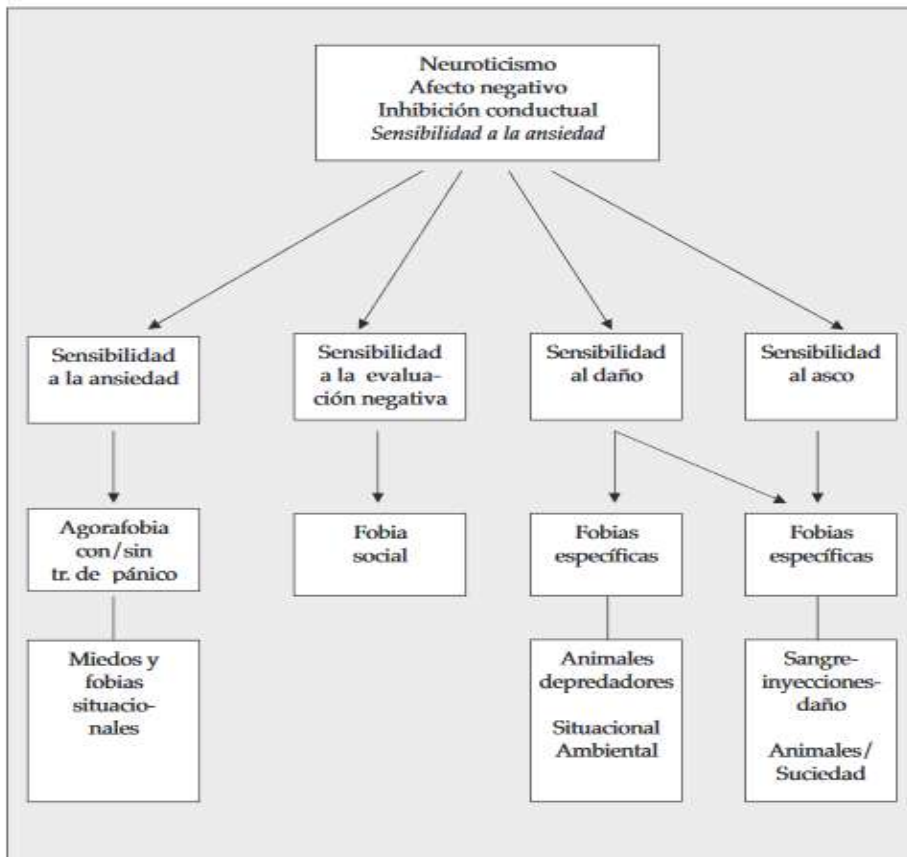 Neuroticismo
Afecto negativo
Inhibición conductual
Sensibilidad a la ansiedad
Sensibilidad
a la ansiedad
Sensibilidad
a la evalua-
ción negativa
Sensibilidad
al daño
Sensibilidad
al asco
Agorafobia
con/sin
tr. de pánico
Fobia
social
Fobias
específicas
Fobias
específicas
Miedos y
fobias
situacio-
nales
Animales
depredadores
Situacional
Ambiental
Sangre-
inyecciones-
daño
Animales/
Suciedad